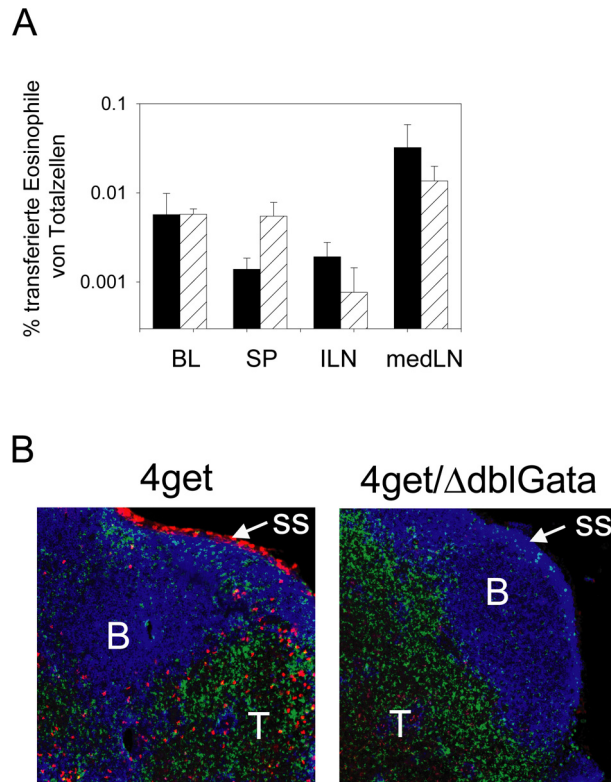 A
% transferierte Eosinophile
von Totalzellen
0.1
0.01
0.001
BL SP ILN medLN
B
4get 4get/ΔdblGata
SS SS
B B
T T